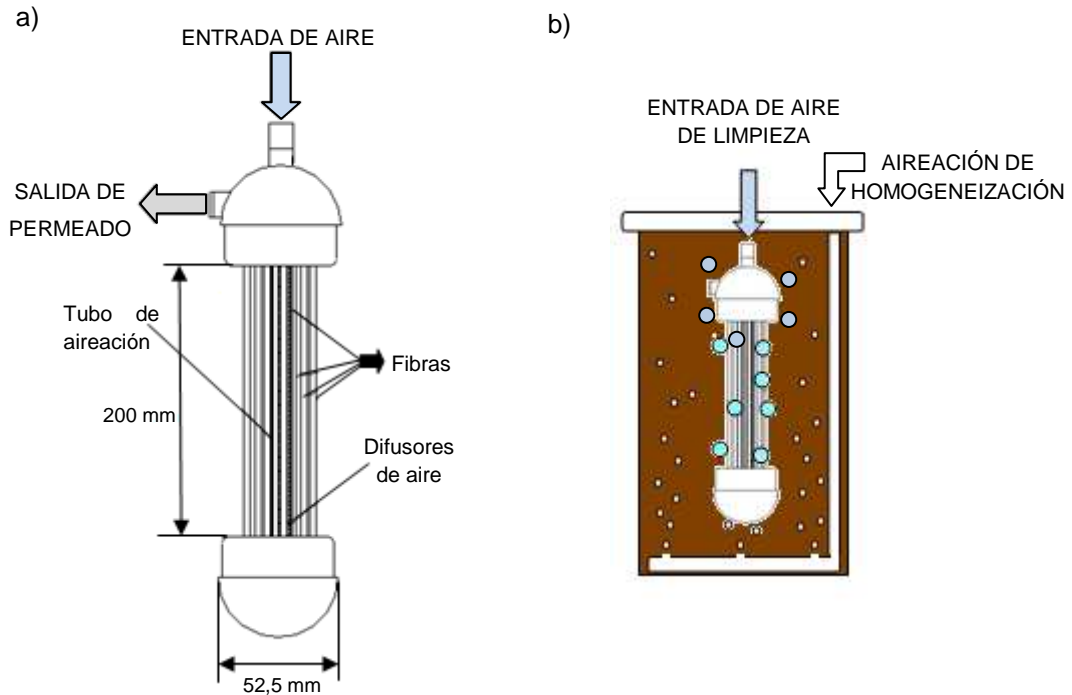 a)
ENTRADA DE AIRE
SALIDA DE
PERMEADO
Tubo de
aireación
200 mm
Fibras
Difusores
de aire
52,5 mm
b)
ENTRADA DE AIRE
DE LIMPIEZA
AIREACIÓN DE
HOMOGENEIZACIÓN